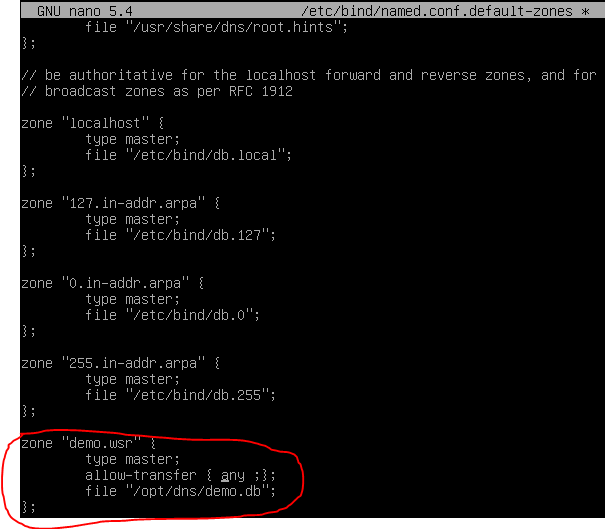 GNU nano 5.4 /etc/bind/named.conf.default-zones *
file "/usr/share/dns/root.hints";
};
// be authoritative for the localhost forward and reverse zones, and for
// broadcast zones as per RFC 1912
zone "localhost" {
type master;
file "/etc/bind/db.local";
};
zone "127.in-addr.arpa" {
type master;
file "/etc/bind/db.127";
};
zone "0.in-addr.arpa" {
type master;
file "/etc/bind/db.0";
};
zone "255.in-addr.arpa" {
type master;
file "/etc/bind/db.255";
};
zone "demo.wsr" {
type master;
allow-transfer { any ;};
file "/opt/dns/demo.db";
};